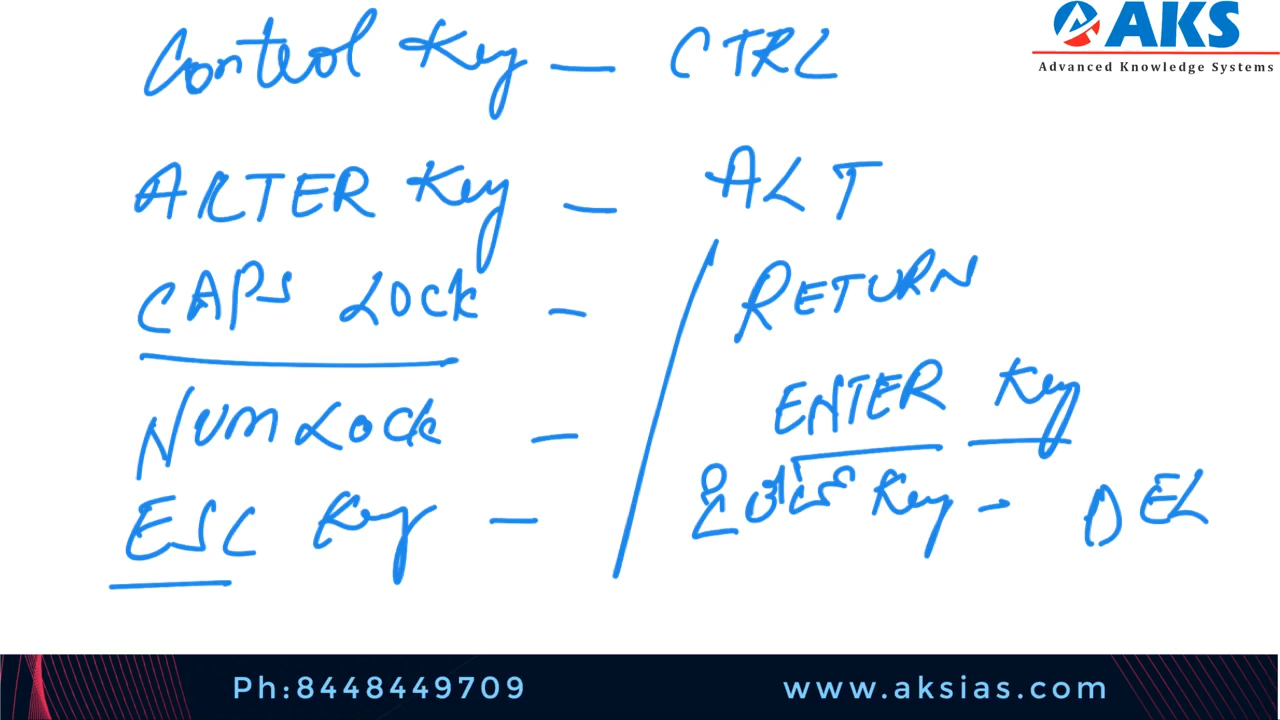 AKS
Advanced Knowledge Systems
Control Key — CTRL
ALTER Key — ALT
CAPS LOCK —
NUM LOCK —
ESC Key —
RETURN
ENTER Key
Key - DEL
Ph:8448449709
www.aksias.com